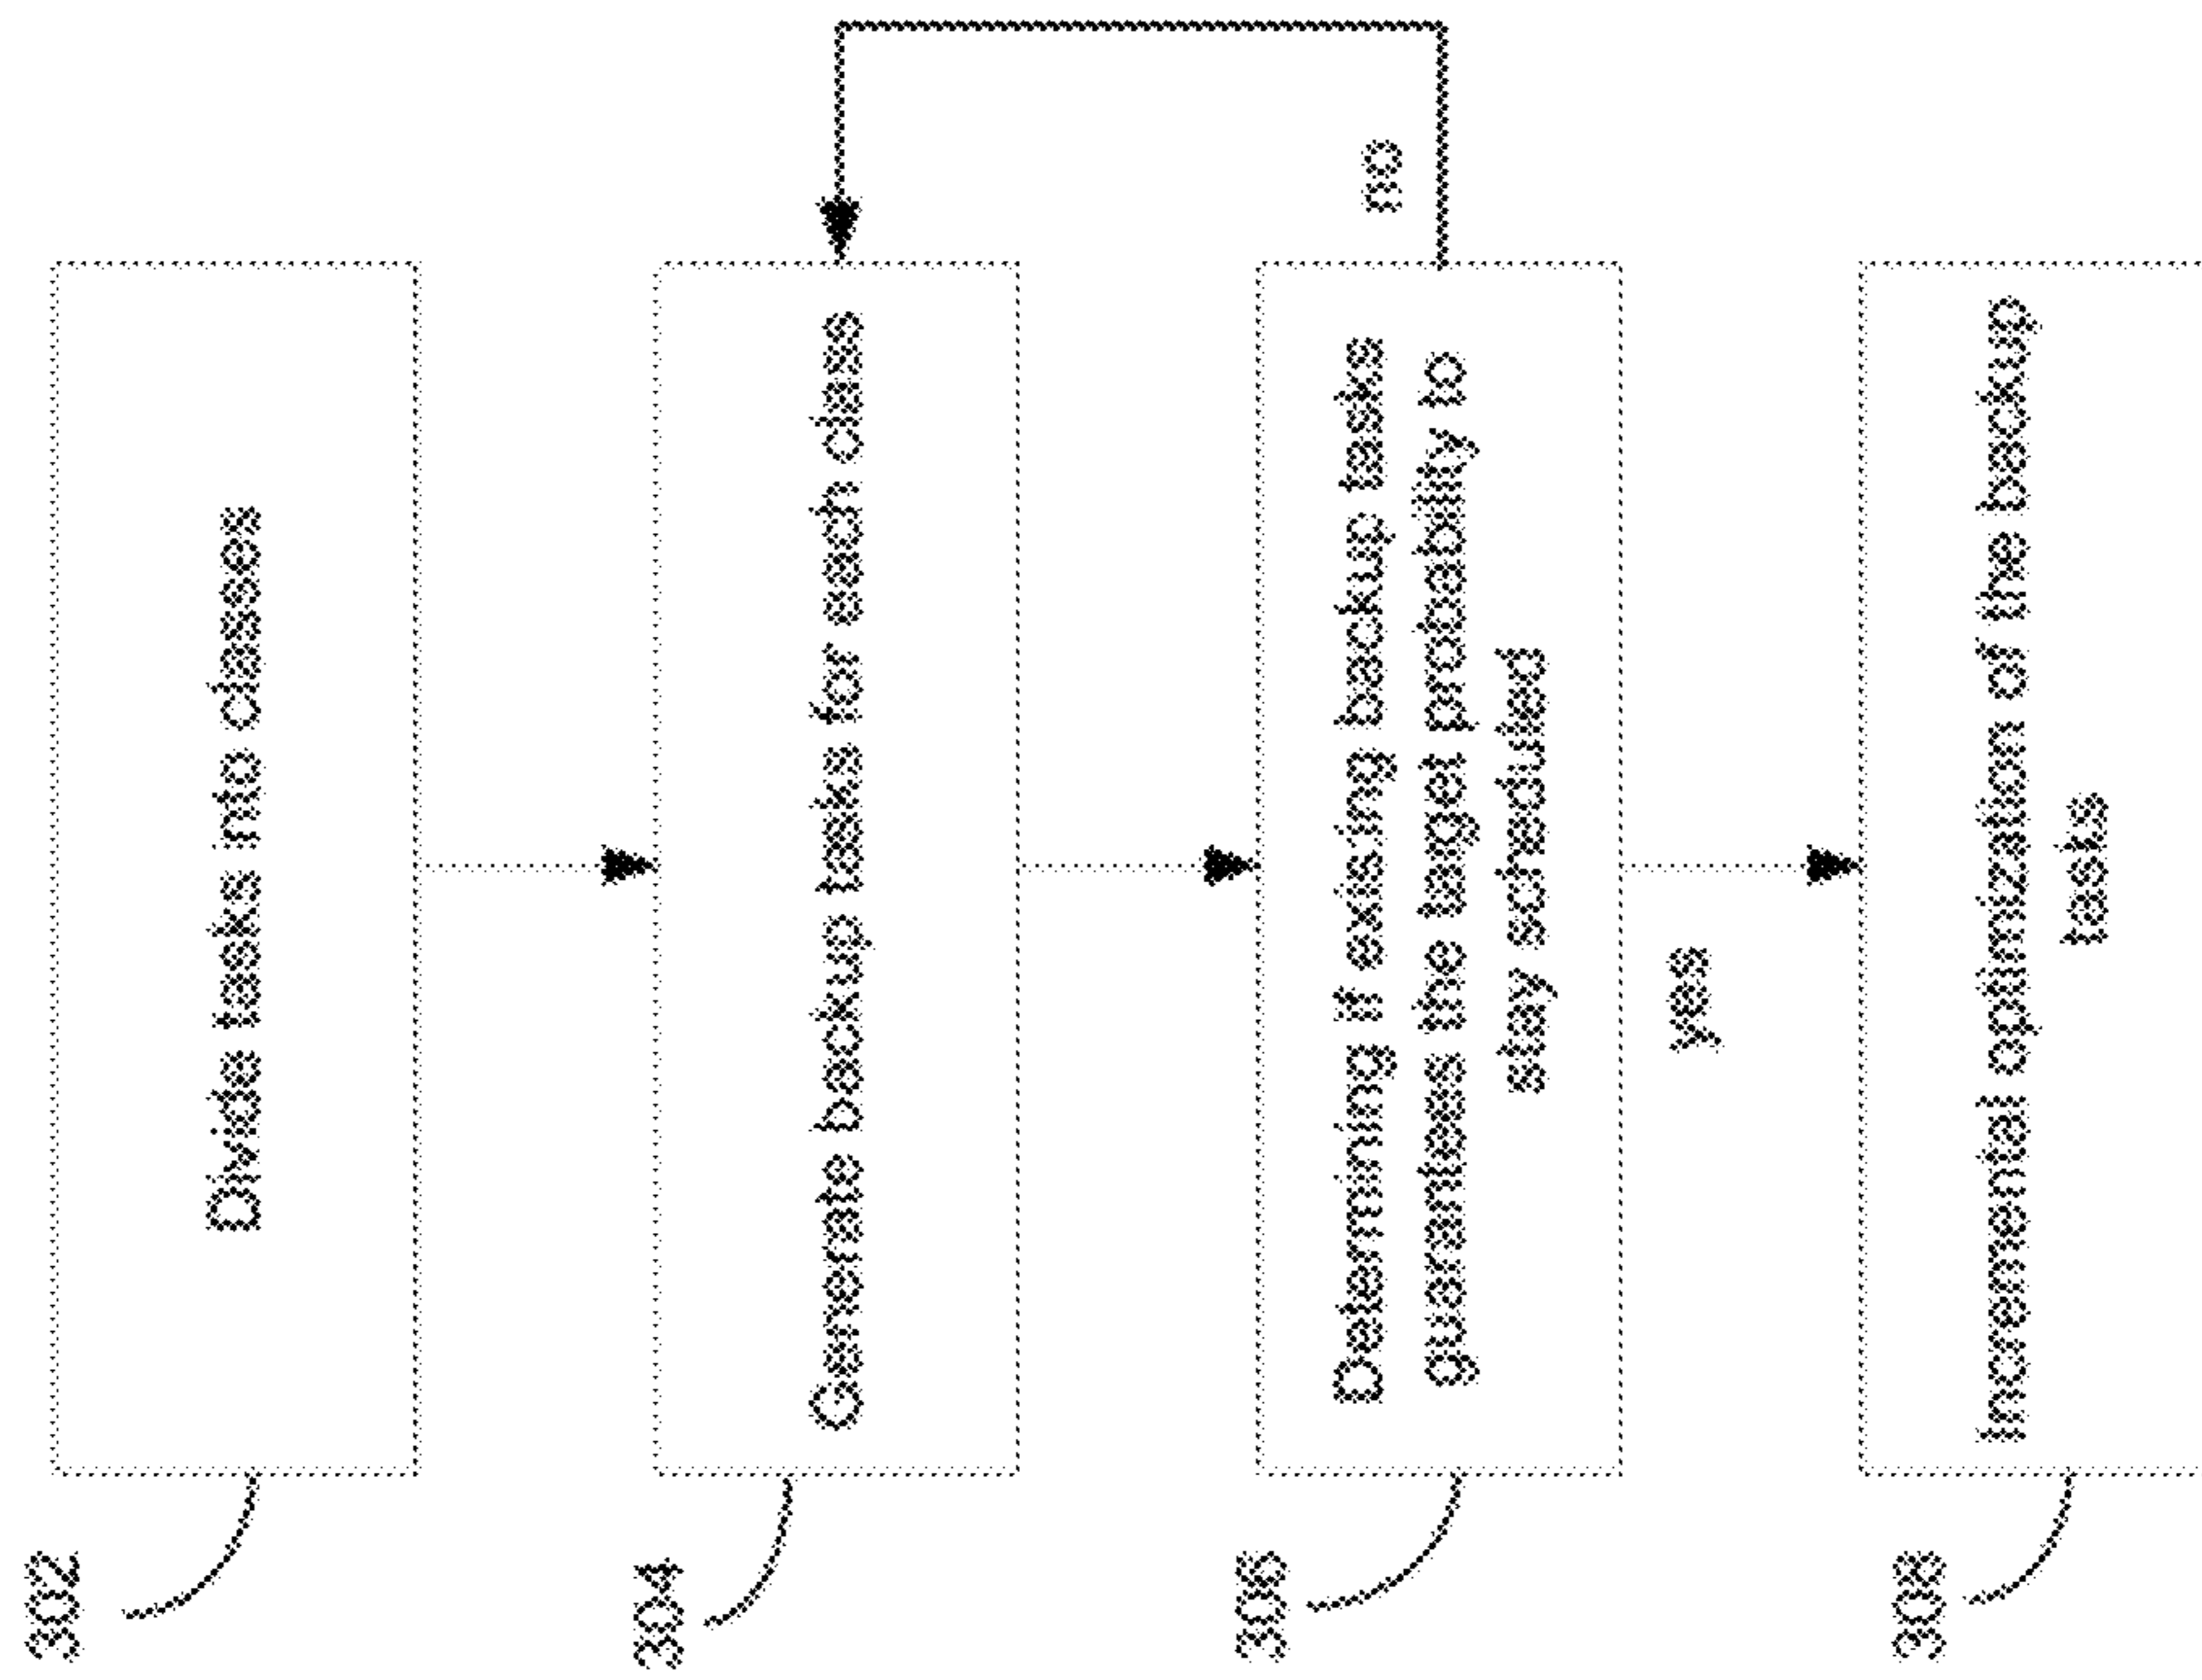 302
Divide tasks into classes
304
Generate backup tasks for each class
306
Determining if existing backup tasks
guarantees the target probability to
stay scheduled
no
yes
308
Incremental optimization of the backup
tasks